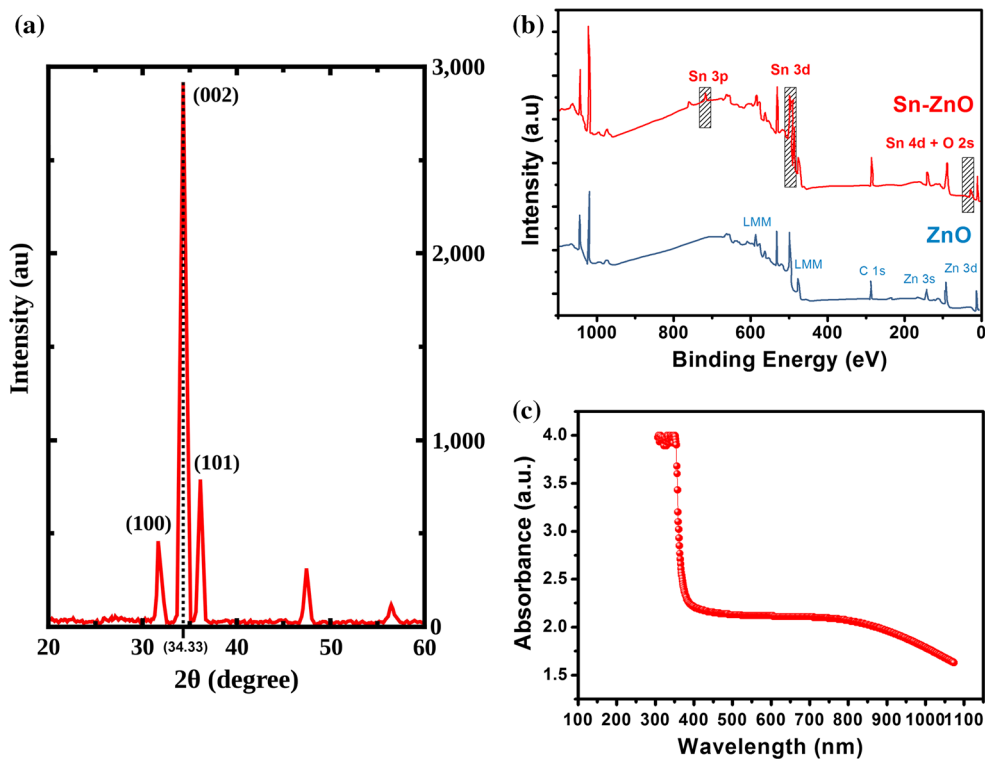 (a)
3,000
(002)
2,000
Intensity (au)
1,000
(101)
(100)
0
20
30
(34.33)
40
50
60
2θ (degree)
(b)
Sn 3p
Sn 3d
Sn-ZnO
Sn 4d + O 2s
Intensity (a.u)
LMM
ZnO
LMM
C 1s
Zn 3s
Zn 3d
1000
800
600
400
200
0
Binding Energy (eV)
(c)
4.0
3.5
3.0
2.5
2.0
1.5
Absorbance (a.u.)
100 200 300 400 500 600 700 800 900 1000 1100
Wavelength (nm)